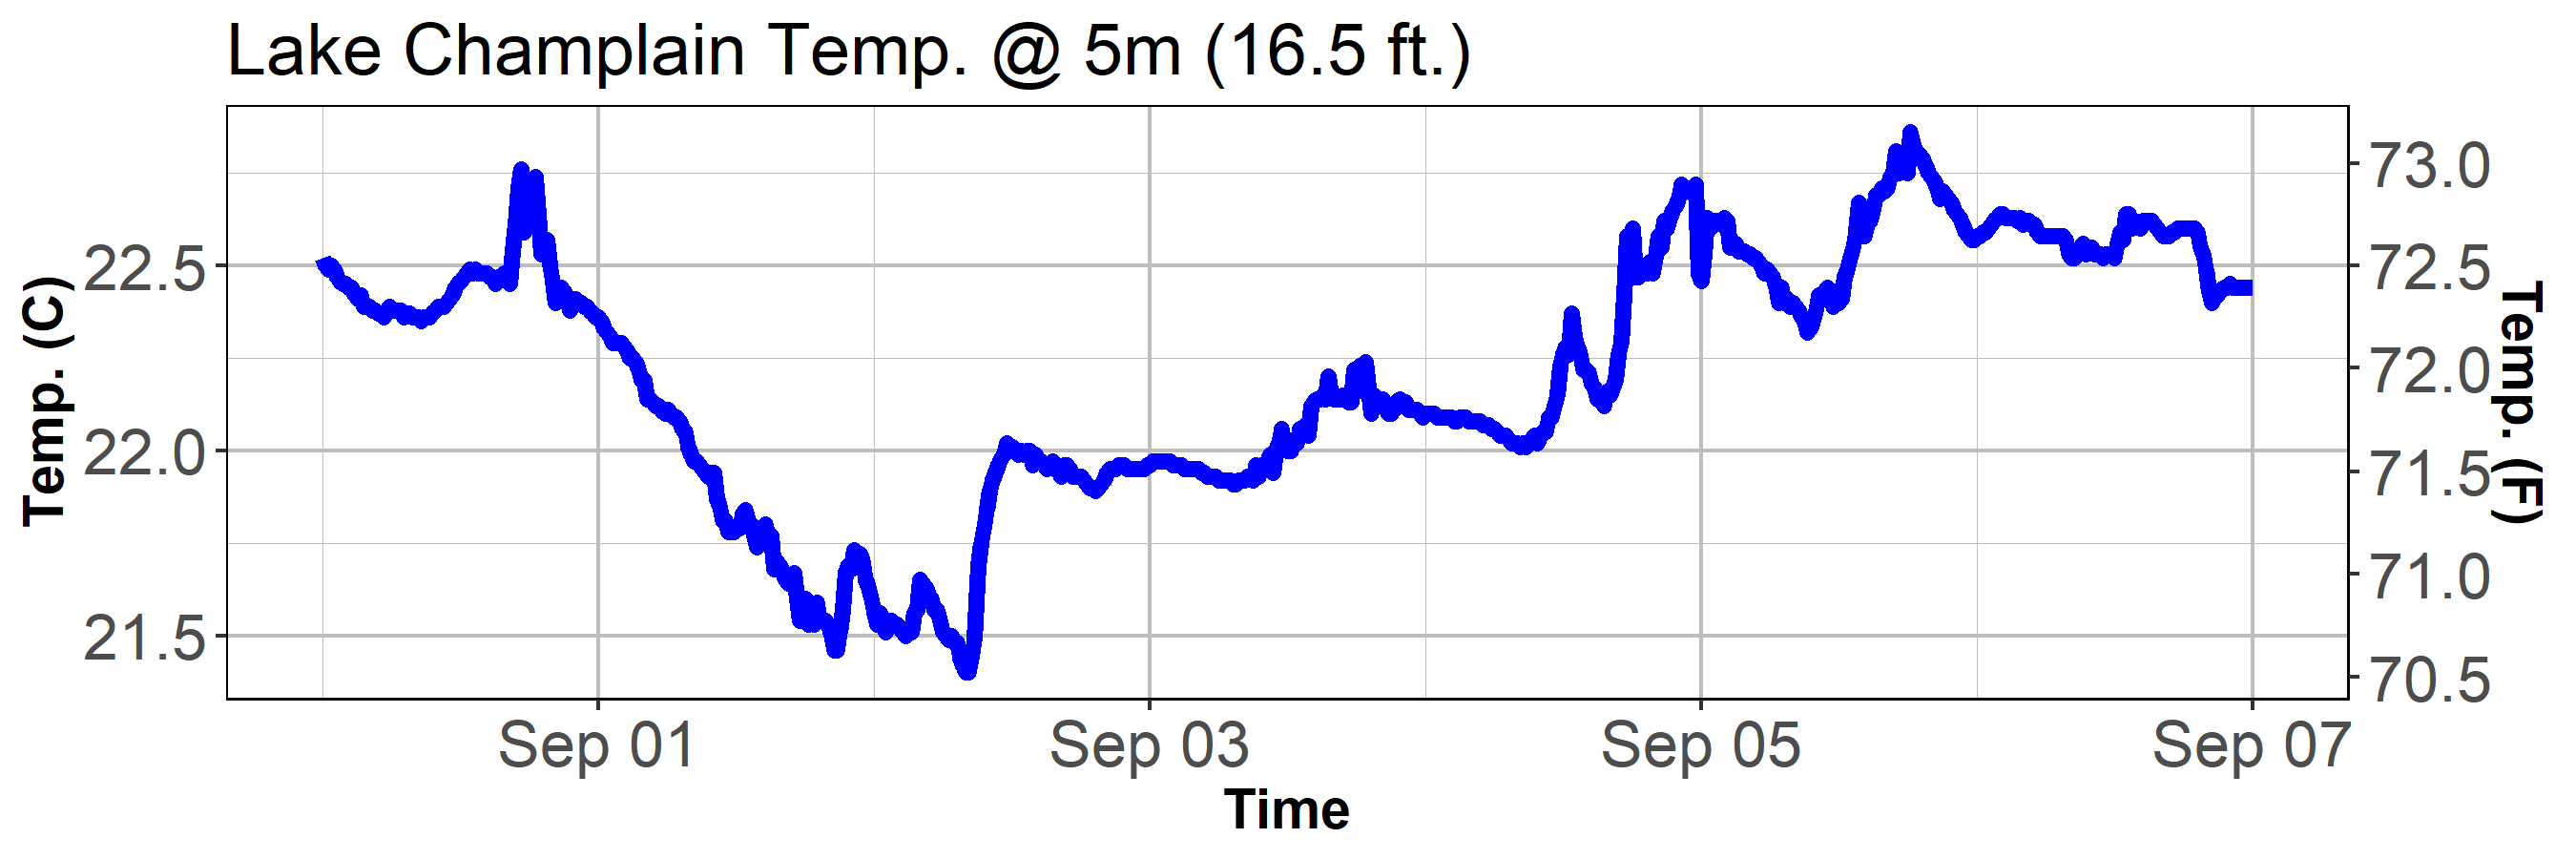 Lake Champlain Temp. @ 5m (16.5 ft.)
Temp. (C)
22.5
22.0
21.5
73.0
72.5
72.0
71.5
71.0
70.5
Temp. (F)
Sep 01
Sep 03
Sep 05
Sep 07
Time